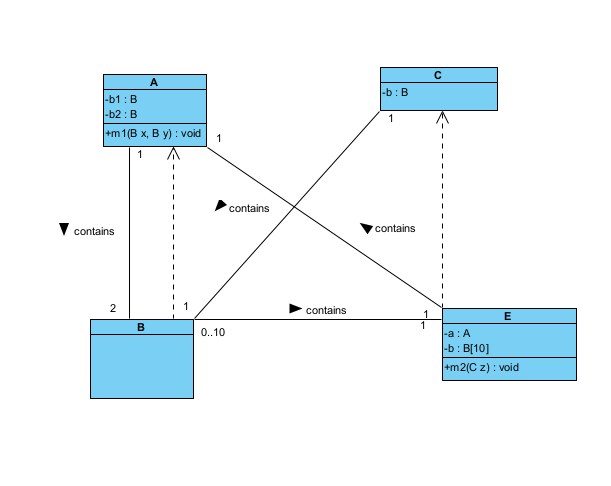 A
-b1 : B
-b2 : B
+m1(B x, B y) : void
C
-b : B
1
1
1
contains
contains
contains
contains
2
1
1
1
0..10
B
E
-a : A
-b : B[10]
+m2(C z) : void